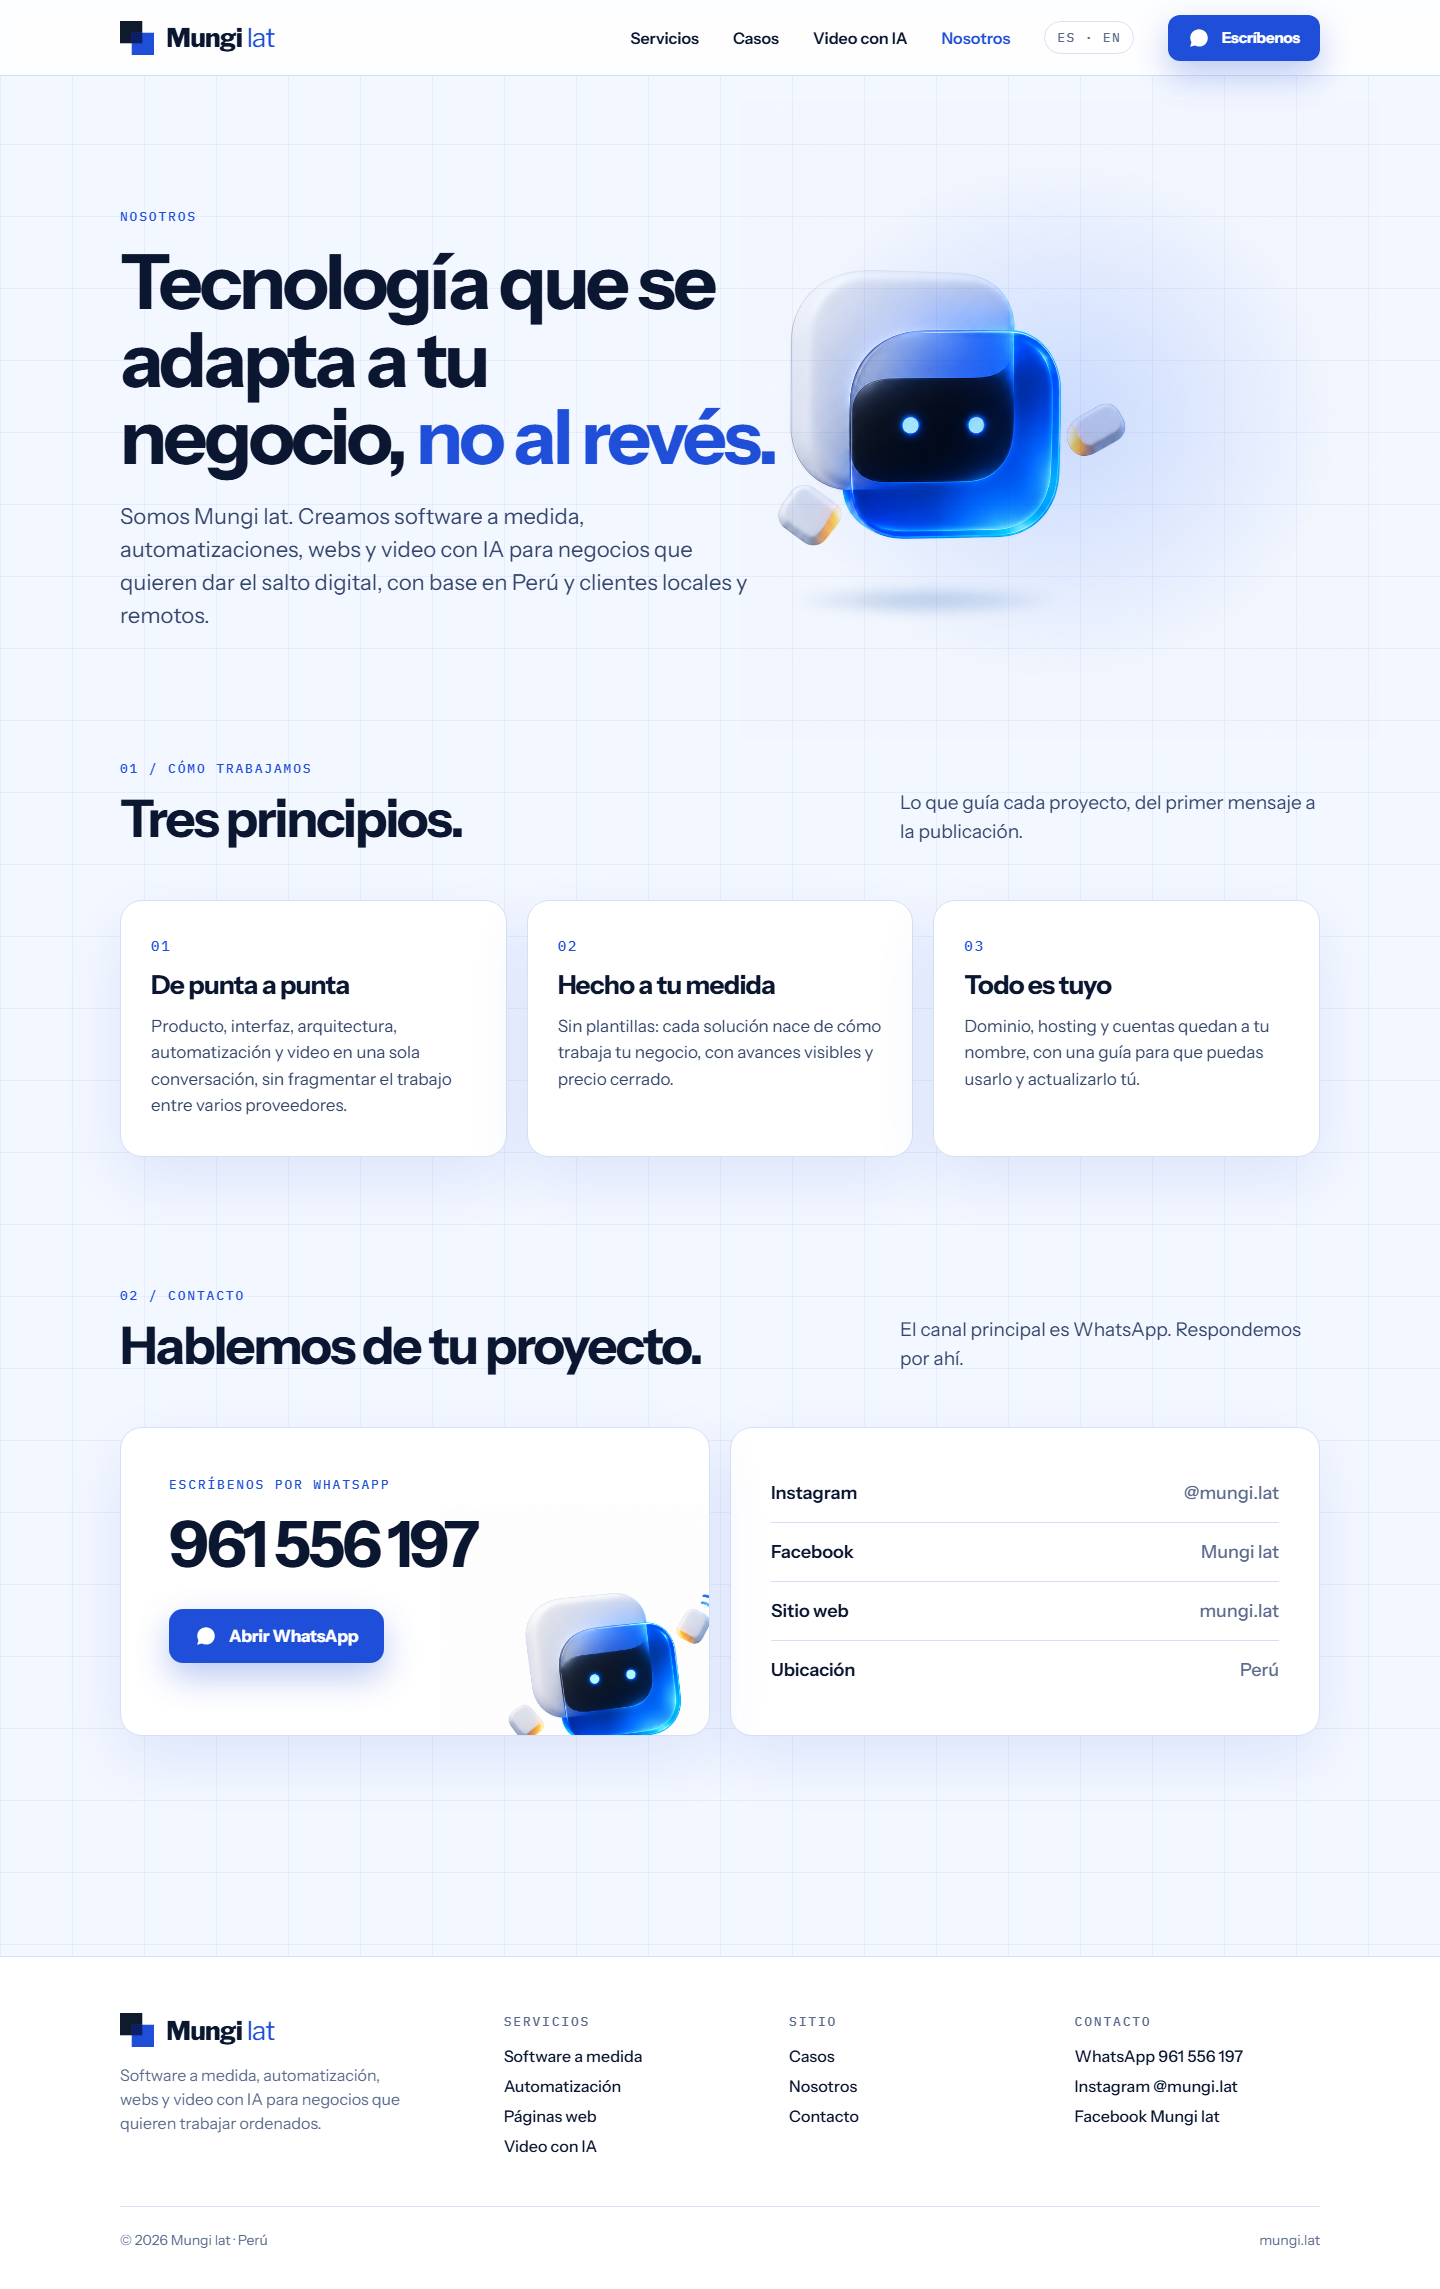 Mungi lat
Servicios
Casos
Video con IA
Nosotros
ES · EN
Escríbenos
NOSOTROS
Tecnología que se
adapta a tu
negocio, no al revés.
Somos Mungi lat. Creamos software a medida,
automatizaciones, webs y video con IA para negocios que
quieren dar el salto digital, con base en Perú y clientes locales y
remotos.
01 / CÓMO TRABAJAMOS
Tres principios.
Lo que guía cada proyecto, del primer mensaje a
la publicación.
01
De punta a punta
Producto, interfaz, arquitectura,
automatización y video en una sola
conversación, sin fragmentar el trabajo
entre varios proveedores.
02
Hecho a tu medida
Sin plantillas: cada solución nace de cómo
trabaja tu negocio, con avances visibles y
precio cerrado.
03
Todo es tuyo
Dominio, hosting y cuentas quedan a tu
nombre, con una guía para que puedas
usarlo y actualizarlo tú.
02 / CONTACTO
Hablemos de tu proyecto.
El canal principal es WhatsApp. Respondemos
por ahí.
ESCRÍBENOS POR WHATSAPP
961 556 197
Abrir WhatsApp
Instagram @mungi.lat
Facebook Mungi lat
Sitio web mungi.lat
Ubicación Perú
Mungi lat
Software a medida, automatización,
webs y video con IA para negocios que
quieren trabajar ordenados.
SERVICIOS
Software a medida
Automatización
Páginas web
Video con IA
SITIO
Casos
Nosotros
Contacto
CONTACTO
WhatsApp 961 556 197
Instagram @mungi.lat
Facebook Mungi lat
© 2026 Mungi lat · Perú
mungi.lat